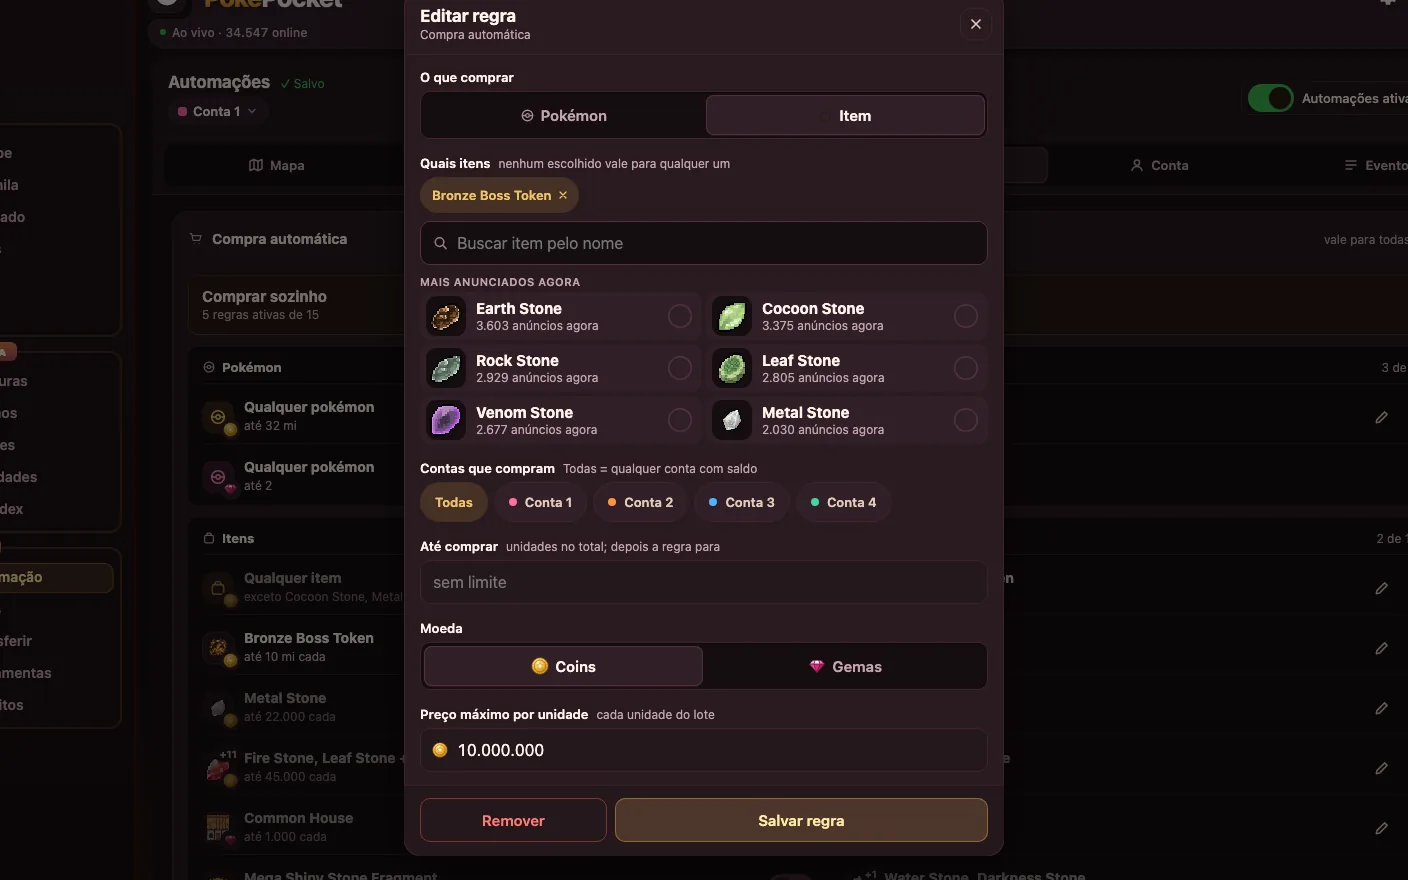 PokePocket
Ao vivo · 34.547 online
Automações ✓ Salvo
Conta 1
Automações ativa
Mapa
Conta
Evento
Compra automática
vale para todas
Comprar sozinho
5 regras ativas de 15
Pokémon
3 de
Qualquer pokémon
até 32 mi
Qualquer pokémon
até 2
Itens
2 de 1
Qualquer item
exceto Cocoon Stone, Metal
Bronze Boss Token
até 10 mi cada
Metal Stone
até 22.000 cada
+11
Fire Stone, Leaf Stone +
até 45.000 cada
Common House
até 1.000 cada
Mega Shiny Stone Fragment
+1 Water Stone, Darkness Stone
Editar regra
Compra automática
O que comprar
Pokémon
Item
Quais itens nenhum escolhido vale para qualquer um
Bronze Boss Token ×
Buscar item pelo nome
MAIS ANUNCIADOS AGORA
Earth Stone
3.603 anúncios agora
Cocoon Stone
3.375 anúncios agora
Rock Stone
2.929 anúncios agora
Leaf Stone
2.805 anúncios agora
Venom Stone
2.677 anúncios agora
Metal Stone
2.030 anúncios agora
Contas que compram Todas = qualquer conta com saldo
Todas
Conta 1
Conta 2
Conta 3
Conta 4
Até comprar unidades no total; depois a regra para
sem limite
Moeda
Coins
Gemas
Preço máximo por unidade cada unidade do lote
10.000.000
Remover
Salvar regra